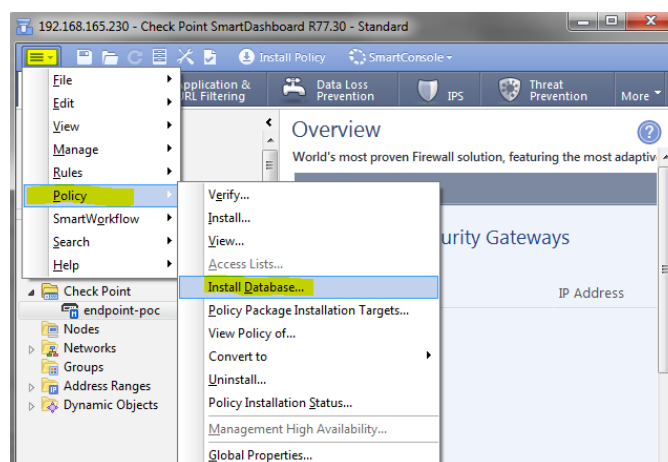 192.168.165.230 - Check Point SmartDashboard R77.30 - Standard
Install Policy
SmartConsole
File
Edit
View
Manage
Rules
Policy
SmartWorkflow
Search
Help
pplication &
RL Filtering
Data Loss
Prevention
IPS
Threat
Prevention
More
Overview
World's most proven Firewall solution, featuring the most adaptiv
Verify...
Install...
View...
Access Lists...
Install Database...
Policy Package Installation Targets...
View Policy of...
Convert to
Uninstall...
Policy Installation Status...
Management High Availability...
Global Properties...
urity Gateways
IP Address
Check Point
endpoint-poc
Nodes
Networks
Groups
Address Ranges
Dynamic Objects